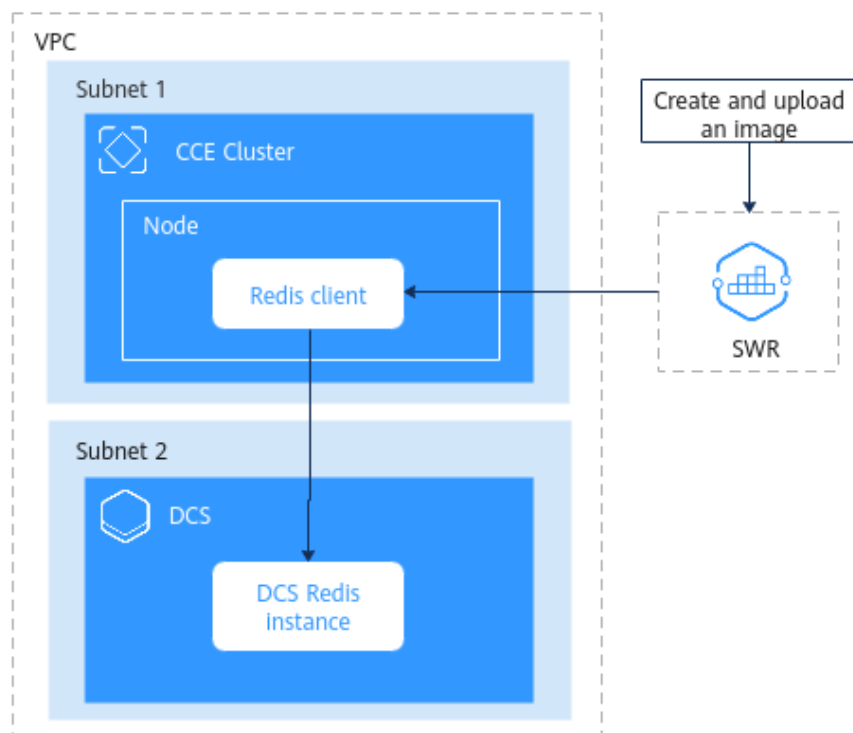 VPC
Subnet 1
CCE Cluster
Node
Redis client
Create and upload
an image
SWR
Subnet 2
DCS
DCS Redis
instance